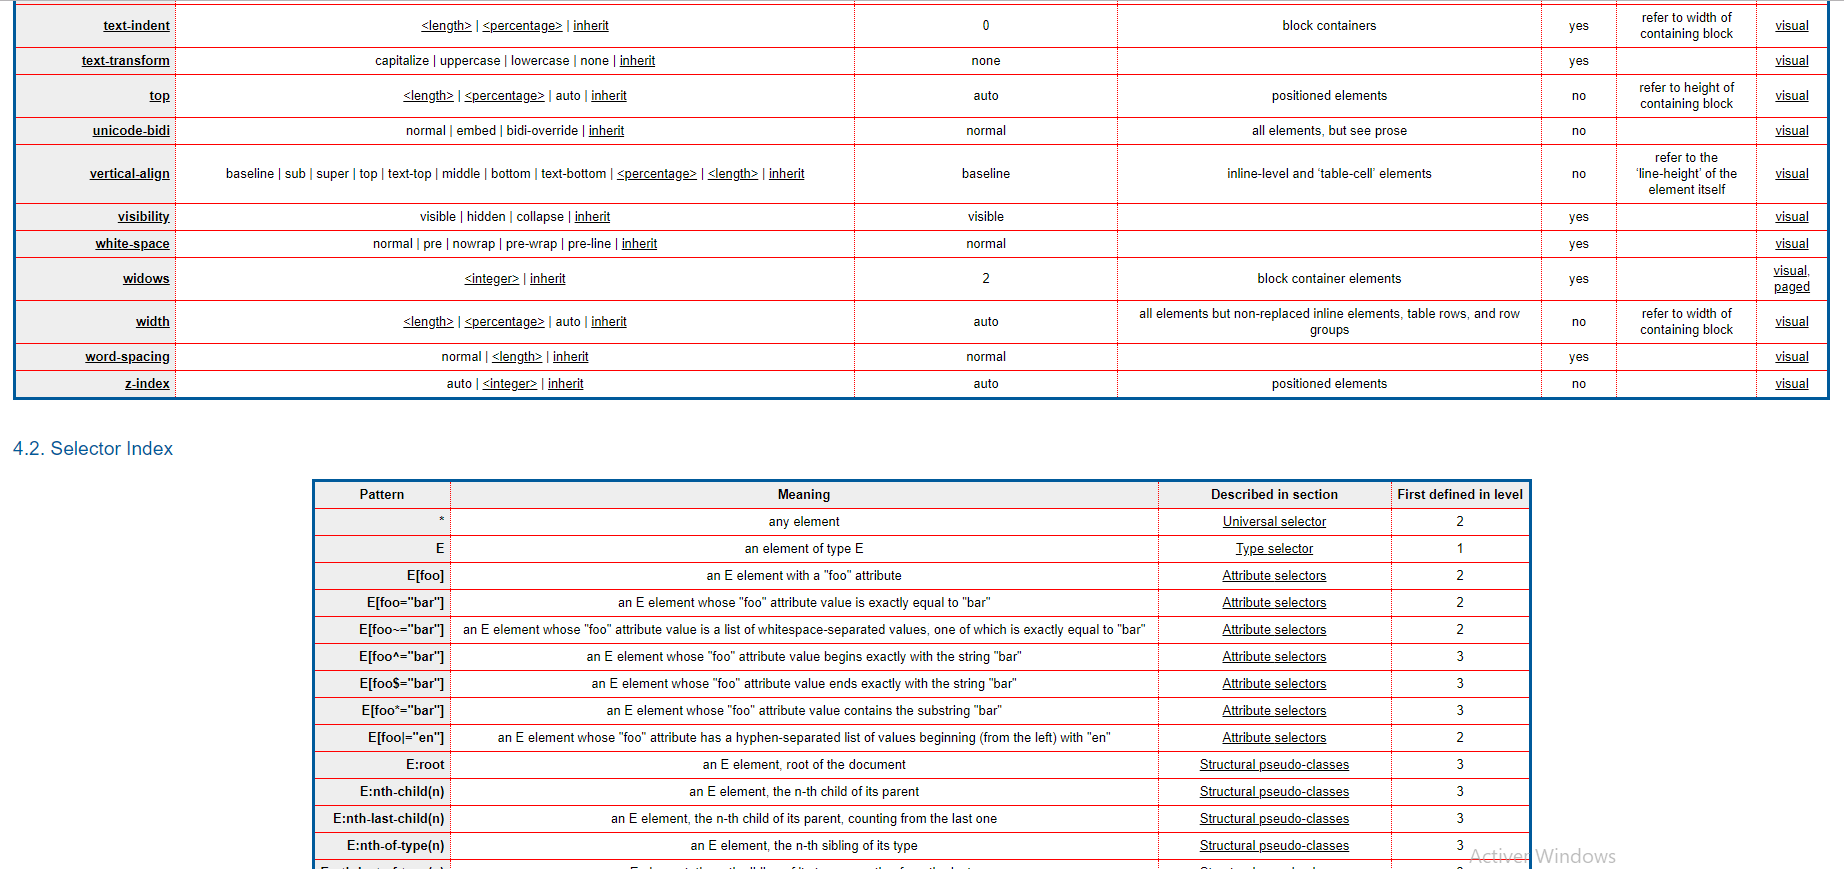 text-indent <length> | <percentage> | inherit 0 block containers yes refer to width of containing block visual
text-transform capitalize | uppercase | lowercase | none | inherit none yes visual
top <length> | <percentage> | auto | inherit auto positioned elements no refer to height of containing block visual
unicode-bidi normal | embed | bidi-override | inherit normal all elements, but see prose no visual
vertical-align baseline | sub | super | top | text-top | middle | bottom | text-bottom | <percentage> | <length> | inherit baseline inline-level and 'table-cell' elements no refer to the 'line-height' of the element itself visual
visibility visible | hidden | collapse | inherit visible yes visual
white-space normal | pre | nowrap | pre-wrap | pre-line | inherit normal yes visual
widows <integer> | inherit 2 block container elements yes visual, paged
width <length> | <percentage> | auto | inherit auto all elements but non-replaced inline elements, table rows, and row groups no refer to width of containing block visual
word-spacing normal | <length> | inherit normal yes visual
z-index auto | <integer> | inherit auto positioned elements no visual
4.2. Selector Index
Pattern Meaning Described in section First defined in level
* any element Universal selector 2
E an element of type E Type selector 1
E[foo] an E element with a "foo" attribute Attribute selectors 2
E[foo="bar"] an E element whose "foo" attribute value is exactly equal to "bar" Attribute selectors 2
E[foo~="bar"] an E element whose "foo" attribute value is a list of whitespace-separated values, one of which is exactly equal to "bar" Attribute selectors 2
E[foo^="bar"] an E element whose "foo" attribute value begins exactly with the string "bar" Attribute selectors 3
E[foo$="bar"] an E element whose "foo" attribute value ends exactly with the string "bar" Attribute selectors 3
E[foo*="bar"] an E element whose "foo" attribute value contains the substring "bar" Attribute selectors 3
E[foo|="en"] an E element whose "foo" attribute has a hyphen-separated list of values beginning (from the left) with "en" Attribute selectors 2
E:root an E element, root of the document Structural pseudo-classes 3
E:nth-child(n) an E element, the n-th child of its parent Structural pseudo-classes 3
E:nth-last-child(n) an E element, the n-th child of its parent, counting from the last one Structural pseudo-classes 3
E:nth-of-type(n) an E element, the n-th sibling of its type Structural pseudo-classes 3
Activer Windows